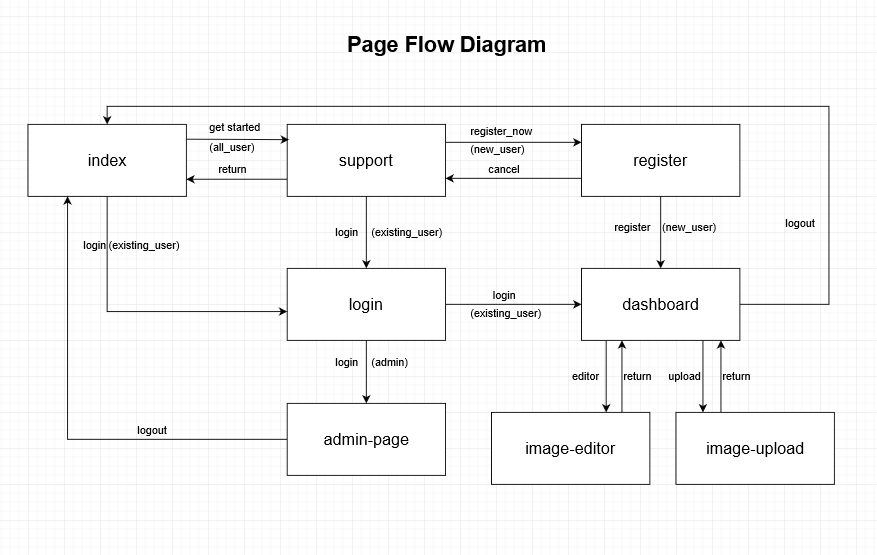 Page Flow Diagram
get started
(all_user)
return
register_now
(new_user)
cancel
index
support
register
login (existing_user)
login (existing_user)
register (new_user)
logout
login
login
(existing_user)
dashboard
login (admin)
editor
return
upload
return
logout
admin-page
image-editor
image-upload